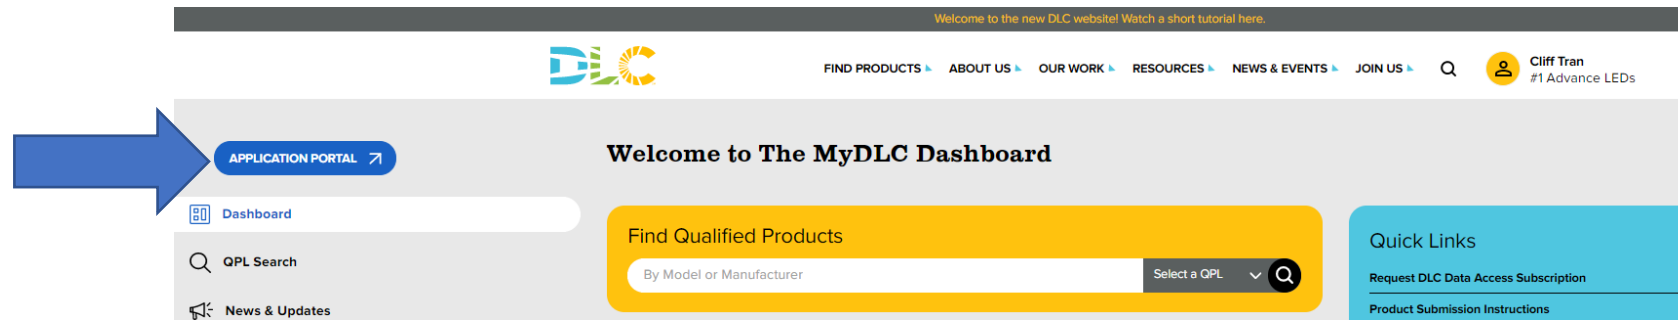 Welcome to the new DLC website! Watch a short tutorial here.
DLC
FIND PRODUCTS ABOUT US OUR WORK RESOURCES NEWS & EVENTS JOIN US
Cliff Tran
#1 Advance LEDs
APPLICATION PORTAL
Welcome to The MyDLC Dashboard
Dashboard
QPL Search
News & Updates
Find Qualified Products
By Model or Manufacturer
Select a QPL
Quick Links
Request DLC Data Access Subscription
Product Submission Instructions